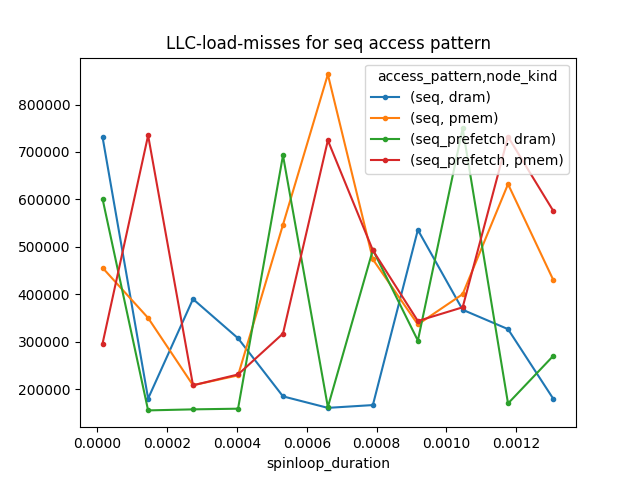 LLC-load-misses for seq access pattern
access_pattern,node_kind
(seq, dram)
(seq, pmem)
(seq_prefetch, dram)
(seq_prefetch, pmem)
800000
700000
600000
500000
400000
300000
200000
0.0000 0.0002 0.0004 0.0006 0.0008 0.0010 0.0012
spinloop_duration